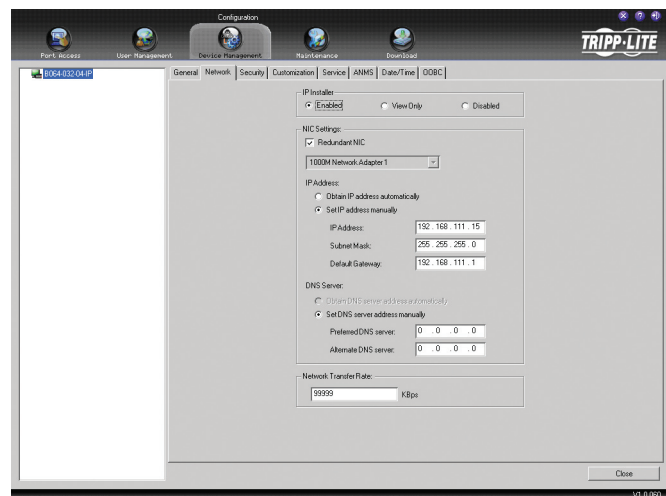 Configuration
Port Access
User Management
Device Management
Maintenance
Download
TRIPP·LITE
B064-032-04-IP
General
Network
Security
Customization
Service
ANMS
Date/Time
OOBC
IP Installer
Enabled
View Only
Disabled
NIC Settings:
Redundant NIC
1000M Network Adapter 1
IP Address:
Obtain IP address automatically
Set IP address manually
IP Address: 192 . 168 . 111 . 15
Subnet Mask: 255 . 255 . 255 . 0
Default Gateway: 192 . 168 . 111 . 1
DNS Server:
Obtain DNS server address automatically
Set DNS server address manually
Preferred DNS server: 0 . 0 . 0 . 0
Alternate DNS server: 0 . 0 . 0 . 0
Network Transfer Rate:
99999 KBps
Close
V1.0.060